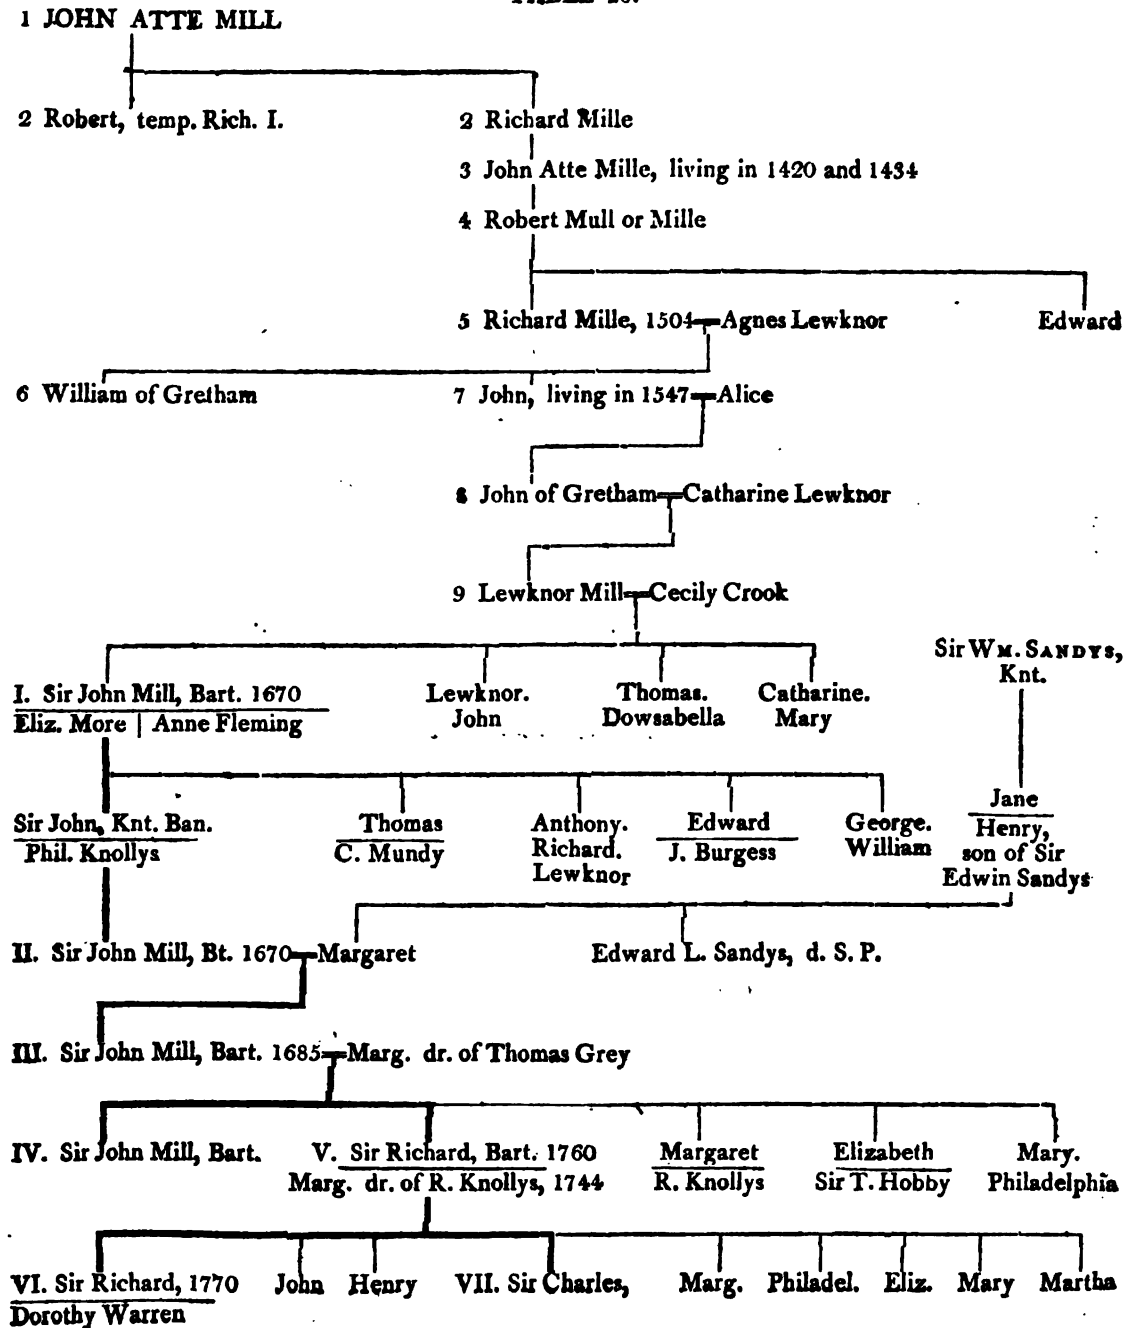 1 JOHN ATTE MILL
2 Robert, temp. Rich. I.
2 Richard Mille
3 John Atte Mille, living in 1420 and 1434
4 Robert Mull or Mille
5 Richard Mille, 1504 Agnes Lewknor
Edward
6 William of Gretham
7 John, living in 1547 Alice
8 John of Gretham Catharine Lewknor
9 Lewknor Mill Cecily Crook
Sir WM. SANDYS,
Knt.
I. Sir John Mill, Bart. 1670
Eliz. More | Anne Fleming
Lewknor.
John
Thomas.
Dowsabella
Catharine.
Mary
Sir John, Knt. Ban.
Phil. Knollys
Thomas
C. Mundy
Anthony.
Richard.
Lewknor
Edward
J. Burgess
George.
William
Jane
Henry,
son of Sir
Edwin Sandys
II. Sir John Mill, Bt. 1670 Margaret
Edward L. Sandys, d. S. P.
III. Sir John Mill, Bart. 1685 Marg. dr. of Thomas Grey
IV. Sir John Mill, Bart.
V. Sir Richard, Bart. 1760
Marg. dr. of R. Knollys, 1744
Margaret
R. Knollys
Elizabeth
Sir T. Hobby
Mary.
Philadelphia
VI. Sir Richard, 1770
Dorothy Warren
John
Henry
VII. Sir Charles,
Marg.
Philadel.
Eliz.
Mary
Martha